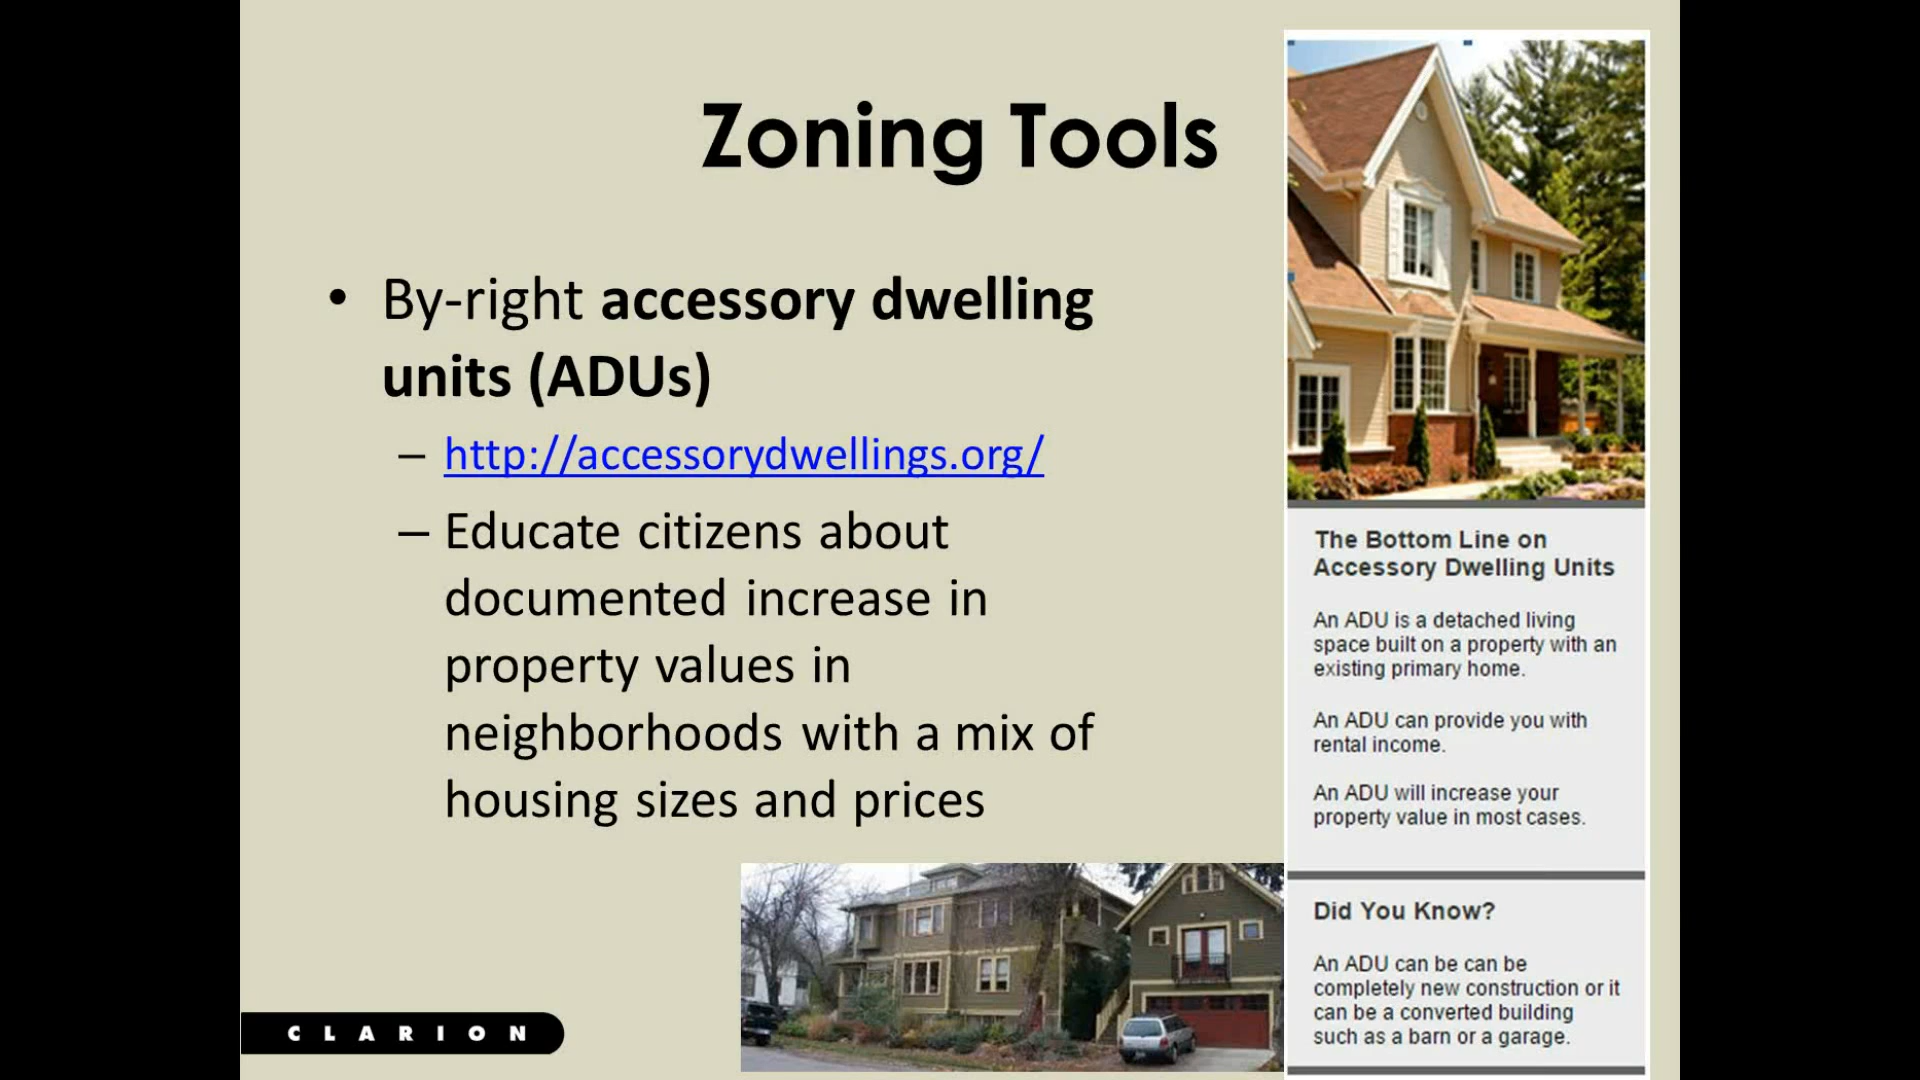 Zoning Tools
• By-right accessory dwelling
units (ADUs)
– http://accessorydwellings.org/
– Educate citizens about
documented increase in
property values in
neighborhoods with a mix of
housing sizes and prices
CLARION
The Bottom Line on
Accessory Dwelling Units
An ADU is a detached living
space built on a property with an
existing primary home.
An ADU can provide you with
rental income.
An ADU will increase your
property value in most cases.
Did You Know?
An ADU can be can be
completely new construction or it
can be a converted building
such as a barn or a garage.